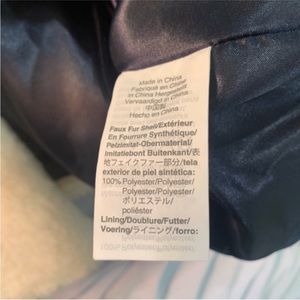 Made in China
Fabriqué en Chine
In China Hergestellt
Vervaardigd in China
中国製
Hecho en China
Faux Fur Shell/Extérieur
En Fourrure Synthétique/
Pelzimitat-Obermaterial/
Imitatiebont Buitenkant/表
地フェイクファー部分/tela
exterior de piel sintética:
100% Polyester/Polyester/
Polyester/Polyester/
ポリエステル/
poliéster
Lining/Doublure/Futter/
Voering/ライニング/forro: